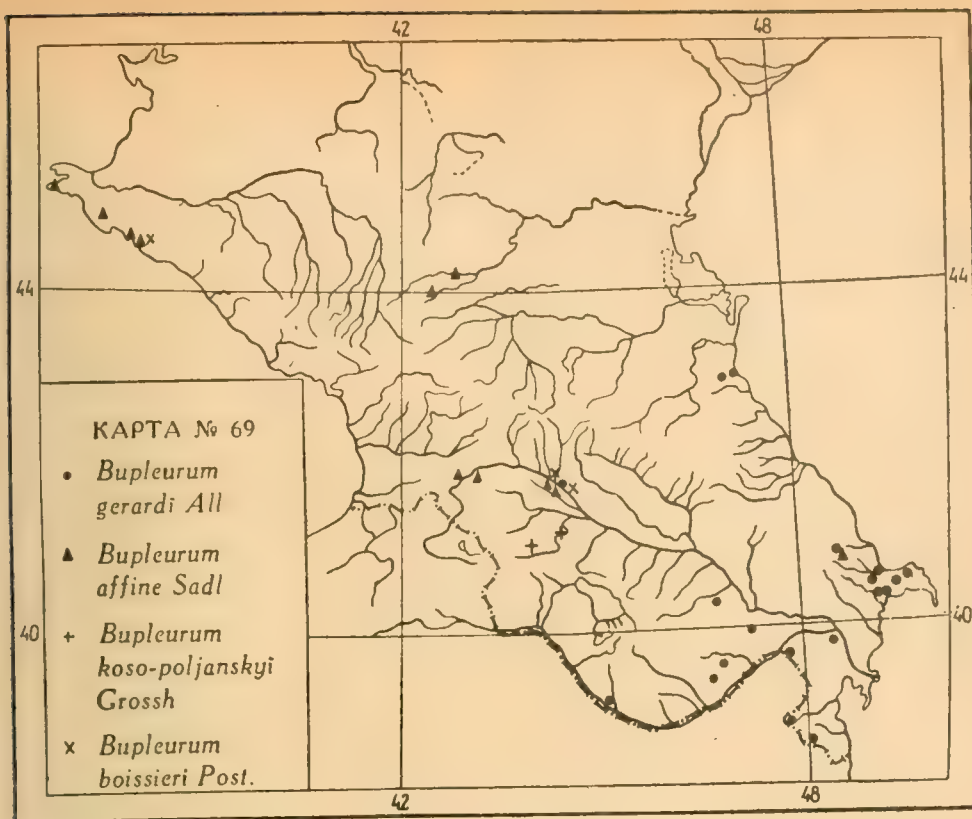 42 48
44 44
КАРТА № 69
• Bupleurum
gerardi All
▲ Bupleurum
affine Sadl
+ Bupleurum
koso-poljanskyi
Grossh
× Bupleurum
boissieri Post.
40 40
42 48